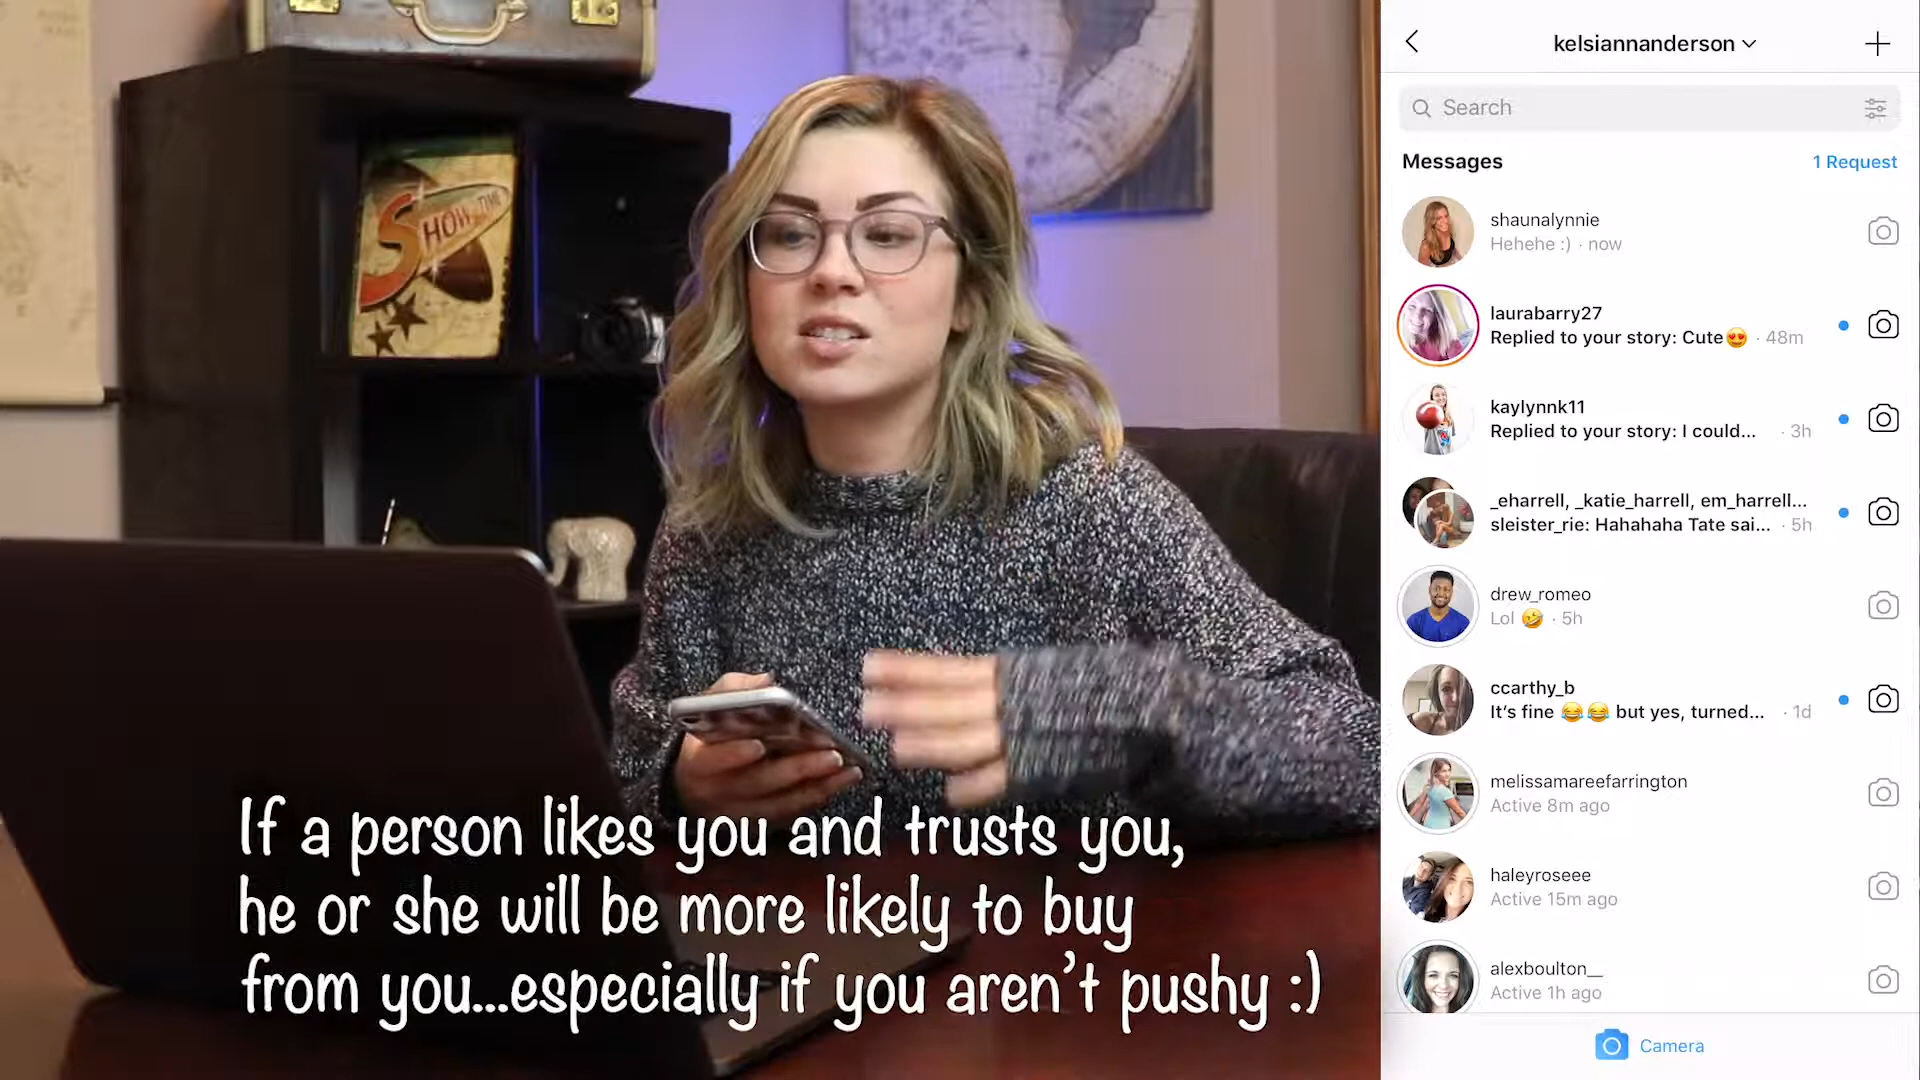 SHOW TIME
If a person likes you and trusts you,
he or she will be more likely to buy
from you...especially if you aren't pushy :)
kelsiannanderson
Search
Messages
1 Request
shaunalynnie
Hehehe :) · now
laurabarry27
Replied to your story: Cute😍 · 48m
kaylynnk11
Replied to your story: I could... · 3h
_eharrell, _katie_harrell, em_harrell...
sleister_rie: Hahahaha Tate sai... · 5h
drew_romeo
Lol 🤣 · 5h
ccarthy_b
It's fine 😂😂 but yes, turned... · 1d
melissamareefarrington
Active 8m ago
haleyroseee
Active 15m ago
alexboulton__
Active 1h ago
Camera